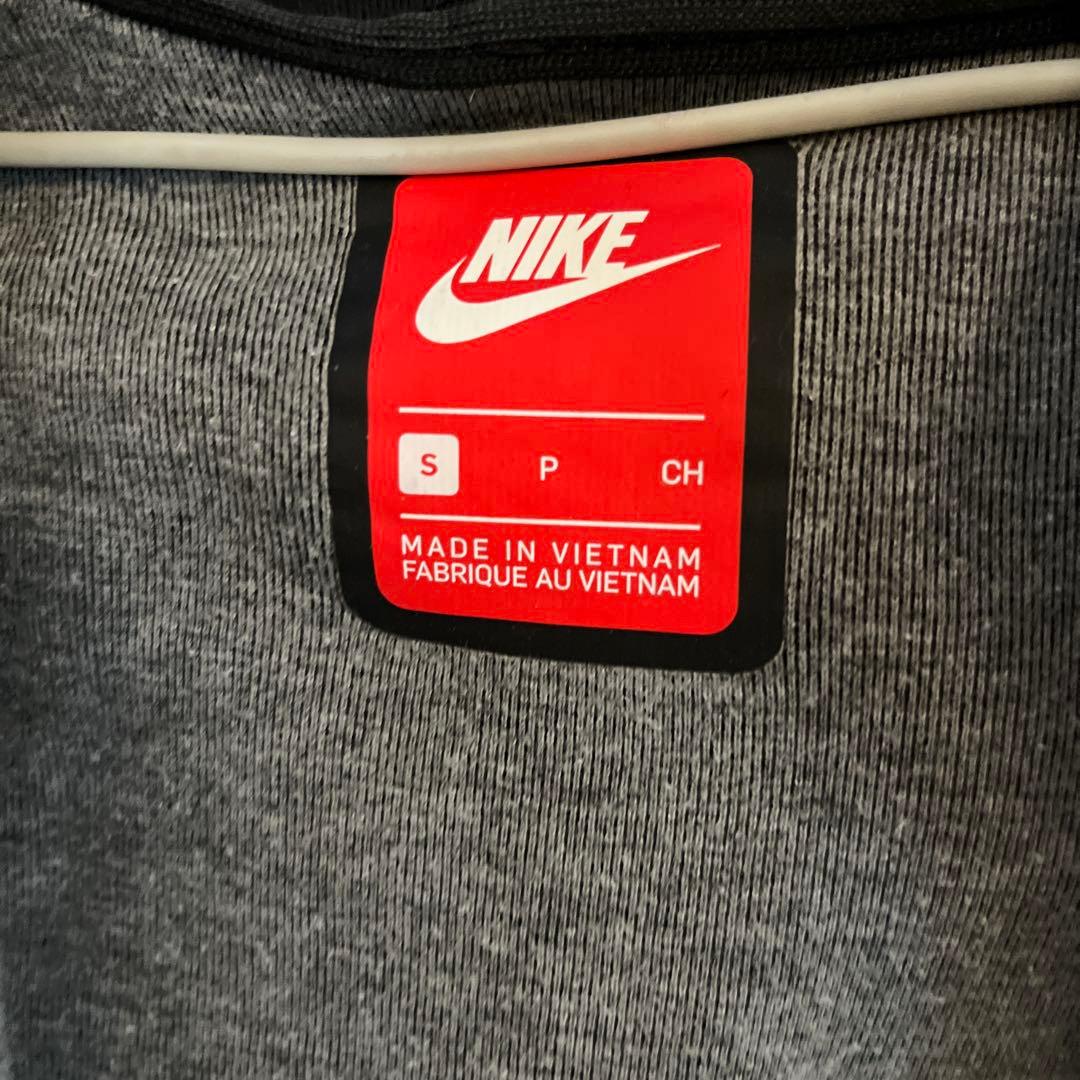 NIKE
S P CH
MADE IN VIETNAM
FABRIQUE AU VIETNAM